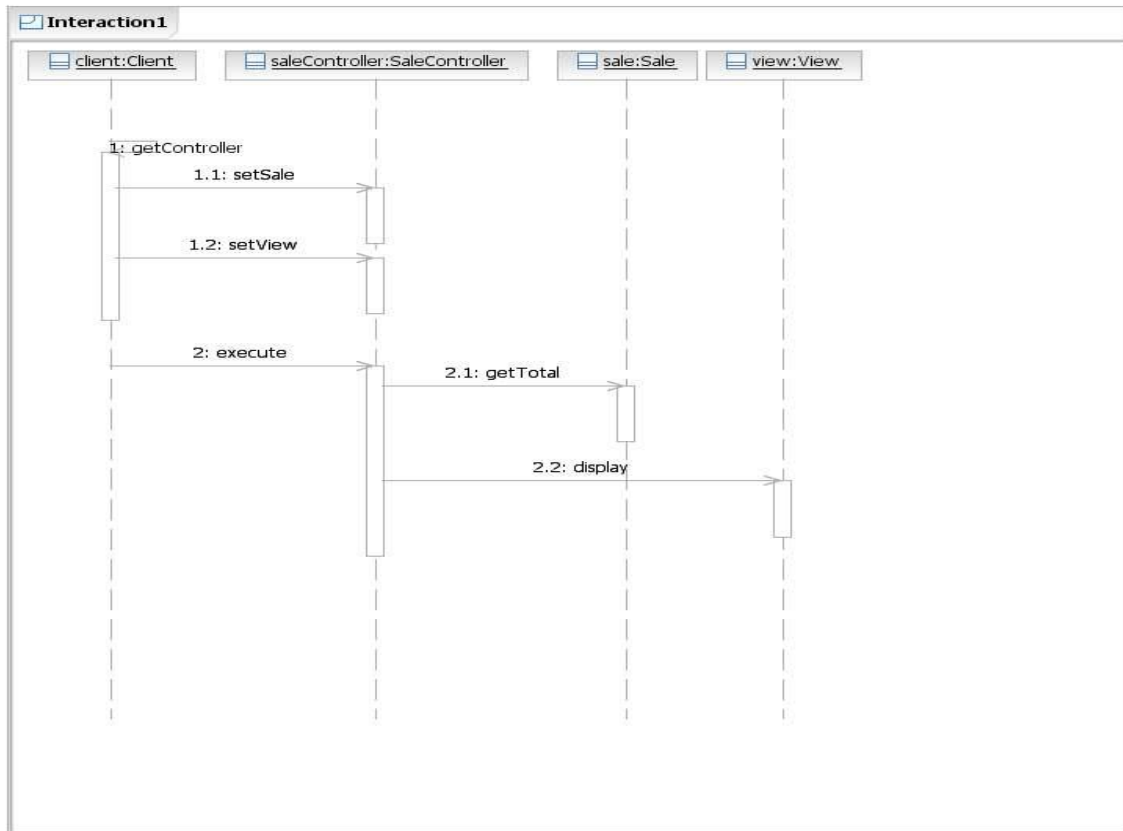 Interaction1
client:Client
saleController:SaleController
sale:Sale
view:View
1: getController
1.1: setSale
1.2: setView
2: execute
2.1: getTotal
2.2: display